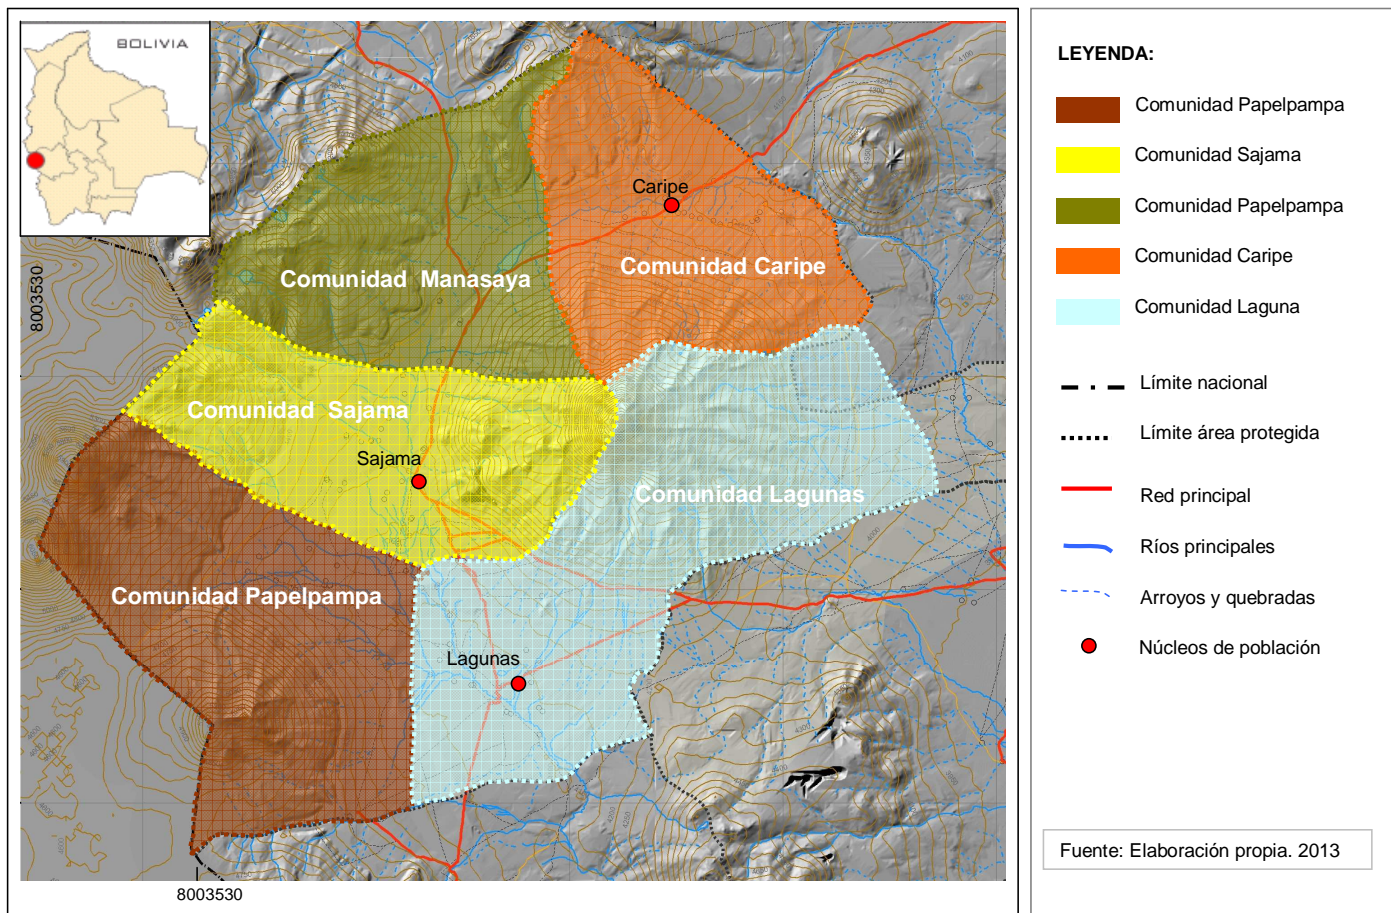 BOLIVIA
8003530
Caripe
Comunidad Manasaya
Comunidad Caripe
Comunidad Sajama
Sajama
Comunidad Lagunas
Comunidad Papelpampa
Lagunas
8003530
LEYENDA:
Comunidad Papelpampa
Comunidad Sajama
Comunidad Papelpampa
Comunidad Caripe
Comunidad Laguna
Límite nacional
Límite área protegida
Red principal
Ríos principales
Arroyos y quebradas
Núcleos de población
Fuente: Elaboración propia. 2013